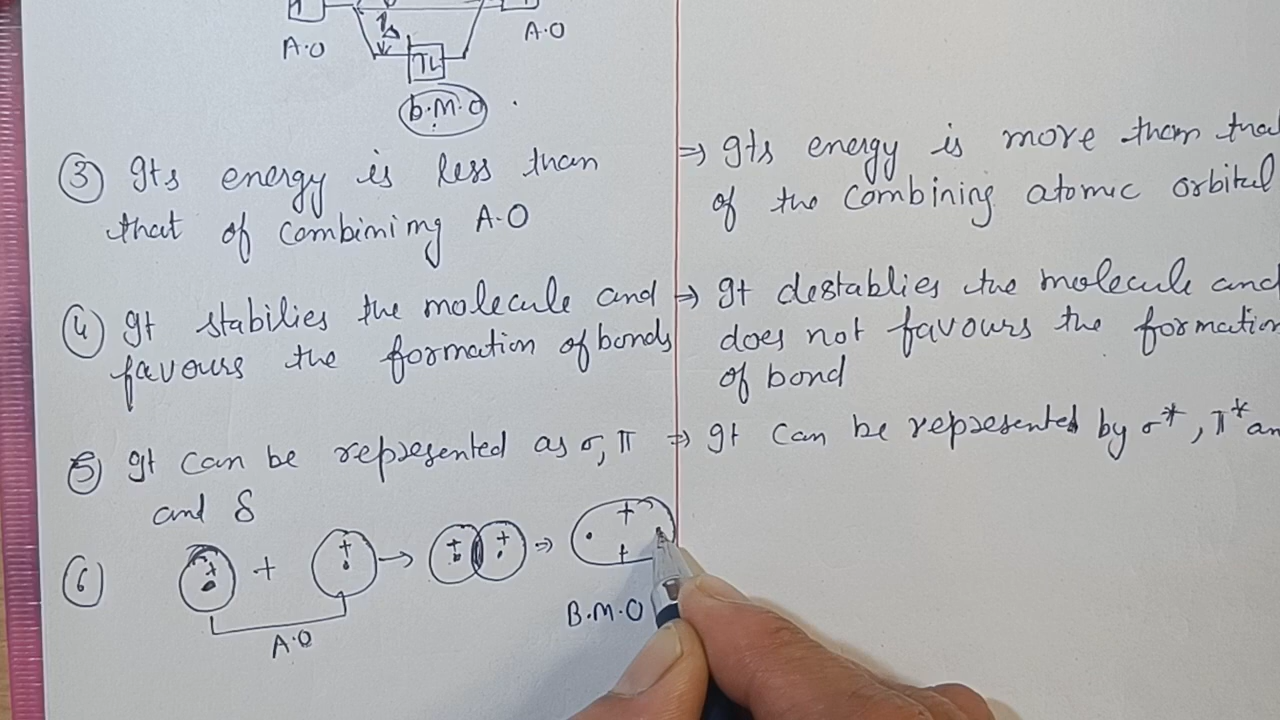 A.O
A.O
1↓
b.M.O
③ Its energy is less than
that of combining A.O
④ It stabilies the molecule and
favours the formation of bonds
⑤ It can be represented as σ, π
and δ
⑥ + + + → + + ⇒ + +
A.O
B.M.O
⇒ Its energy is more than that
of the combining atomic orbital
⇒ It destablies the molecule and
does not favours the formation
of bond
⇒ It can be represented by σ*, π* an